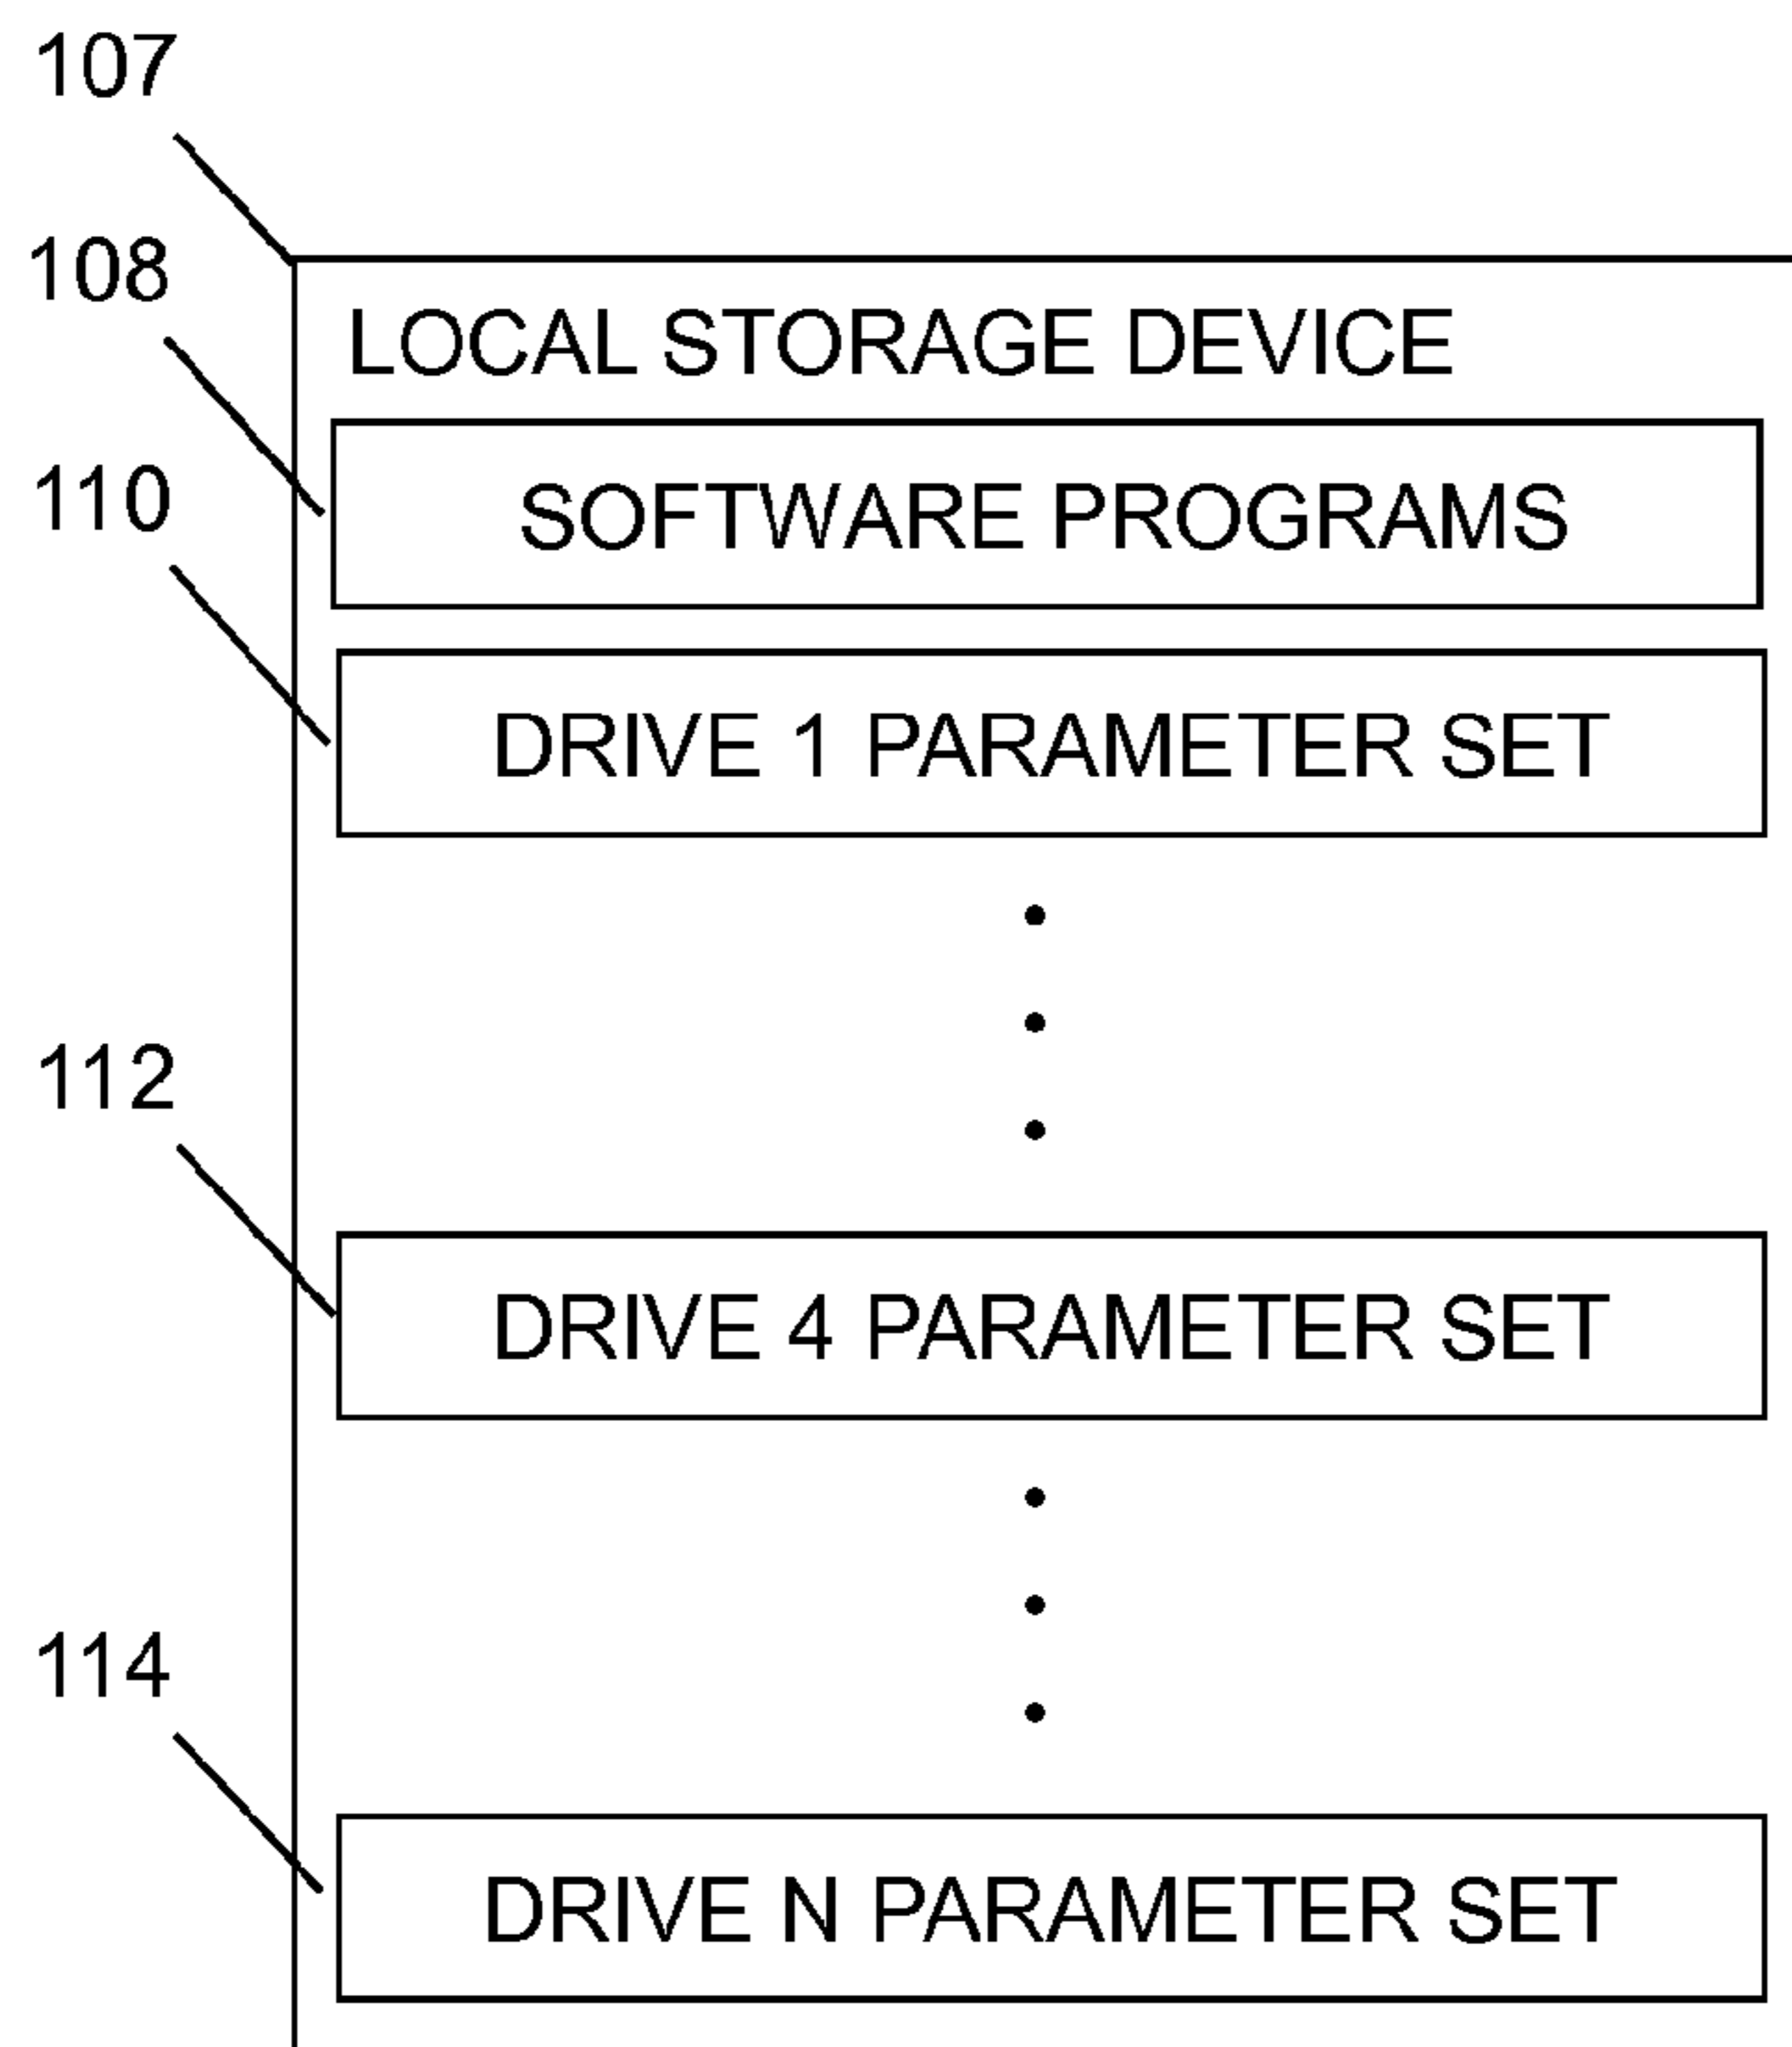 107
108
LOCAL STORAGE DEVICE
110
SOFTWARE PROGRAMS
DRIVE 1 PARAMETER SET
112
DRIVE 4 PARAMETER SET
114
DRIVE N PARAMETER SET